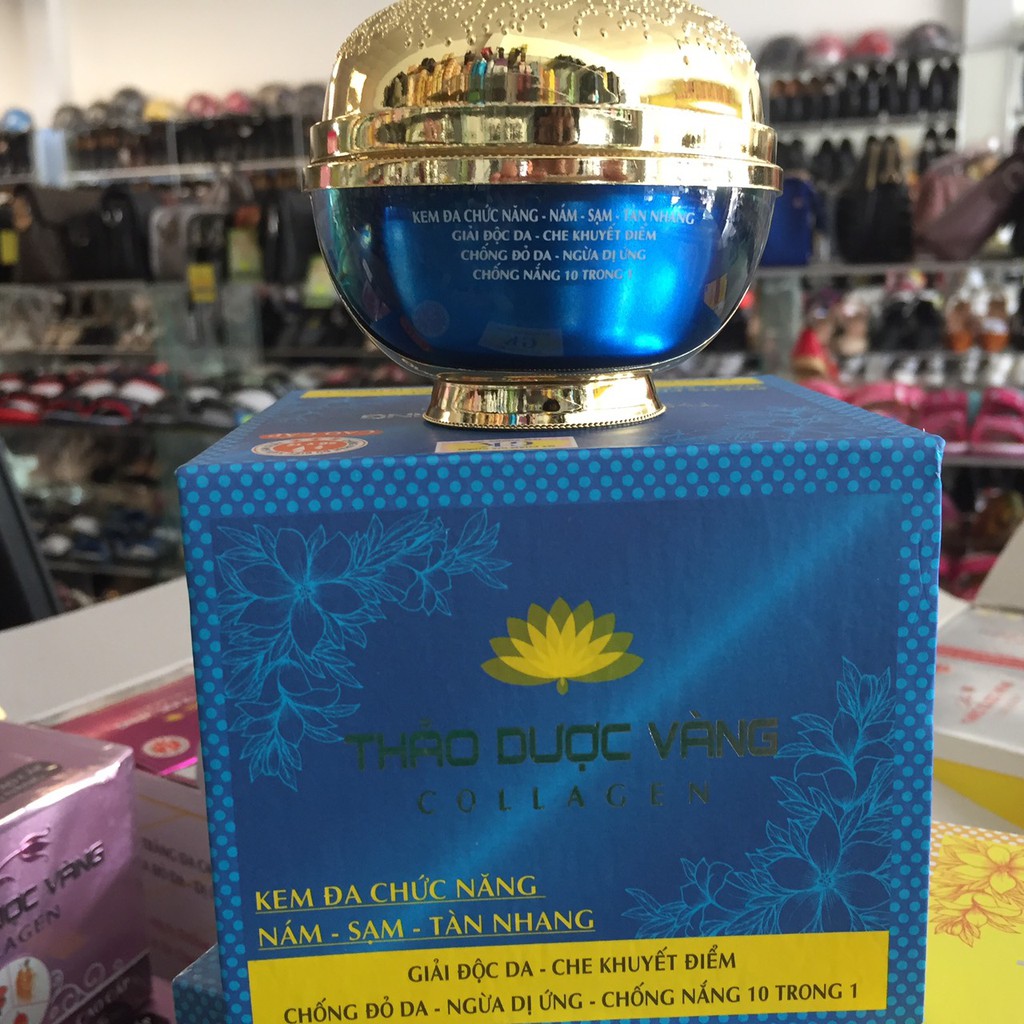 KEM ĐA CHỨC NĂNG - NÁM - SẠM - TÀN NHANG
GIẢI ĐỘC DA - CHE KHUYẾT ĐIỂM
CHỐNG ĐỎ DA - NGỪA DỊ ỨNG
CHỐNG NẮNG 10 TRONG 1
THẢO DƯỢC VÀNG
COLLAGEN
KEM ĐA CHỨC NĂNG
NÁM - SẠM - TÀN NHANG
GIẢI ĐỘC DA - CHE KHUYẾT ĐIỂM
CHỐNG ĐỎ DA - NGỪA DỊ ỨNG - CHỐNG NẮNG 10 TRONG 1
VÀNG